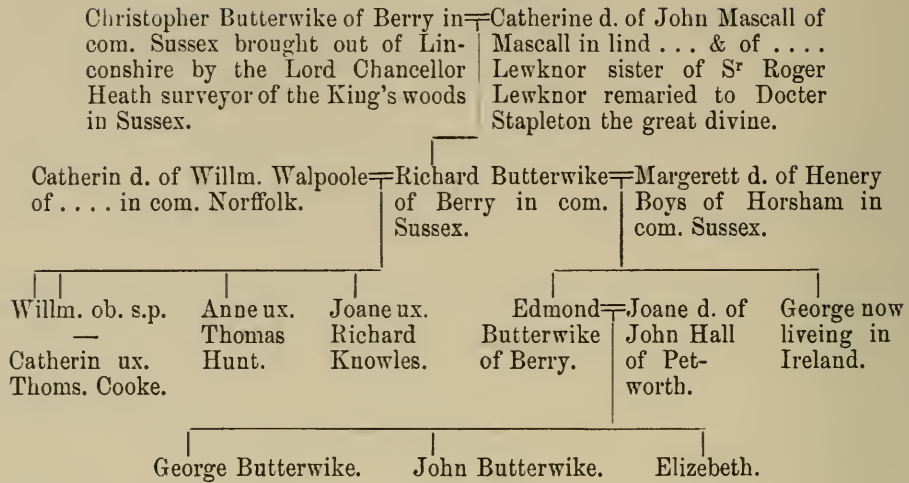 Christopher Butterwike of Berry in
com. Sussex brought out of Lin-
conshire by the Lord Chancellor
Heath surveyor of the King's woods
in Sussex.
Catherine d. of John Mascall of
Mascall in lind . . . & of . . . .
Lewknor sister of Sʳ Roger
Lewknor remaried to Docter
Stapleton the great divine.
Catherin d. of Willm. Walpoole
of . . . . in com. Norffolk.
Richard Butterwike
of Berry in com.
Sussex.
Margerett d. of Henery
Boys of Horsham in
com. Sussex.
Willm. ob. s.p.
—
Catherin ux.
Thoms. Cooke.
Anne ux.
Thomas
Hunt.
Joane ux.
Richard
Knowles.
Edmond
Butterwike
of Berry.
Joane d. of
John Hall
of Pet-
worth.
George now
liveing in
Ireland.
George Butterwike.
John Butterwike.
Elizebeth.